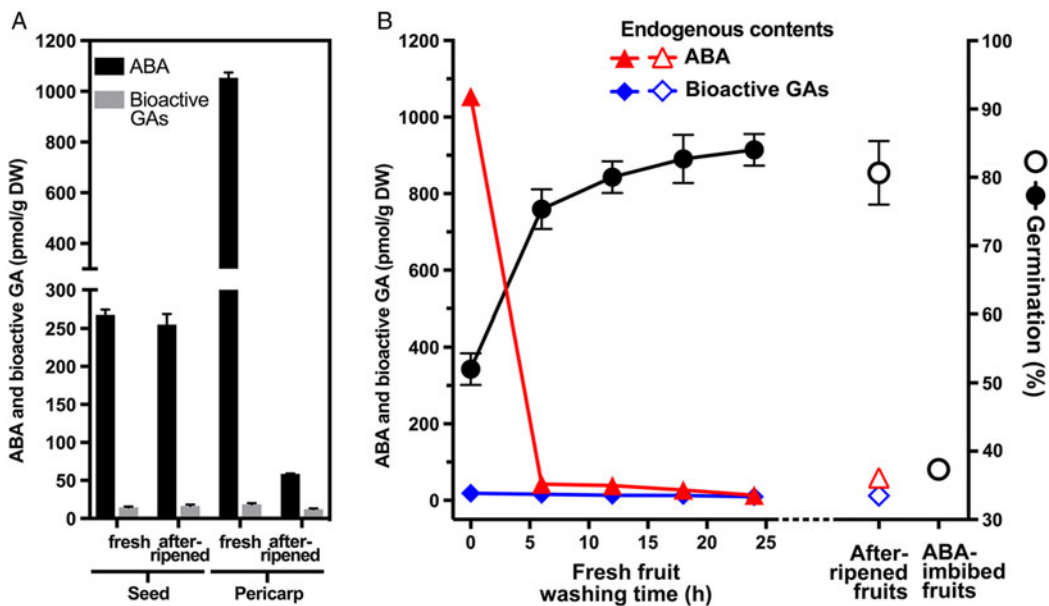 A
1200
1000
800
600
400
300
250
200
150
100
50
0
ABA and bioactive GA (pmol/g DW)
ABA
Bioactive
GAs
fresh after-
ripened
fresh after-
ripened
Seed
Pericarp
B
1200
1000
800
600
400
200
0
ABA and bioactive GA (pmol/g DW)
Endogenous contents
ABA
Bioactive GAs
100
90
80
70
60
50
40
30
Germination (%)
0 5 10 15 20 25
Fresh fruit
washing time (h)
After-
ripened
fruits
ABA-
imbibed
fruits